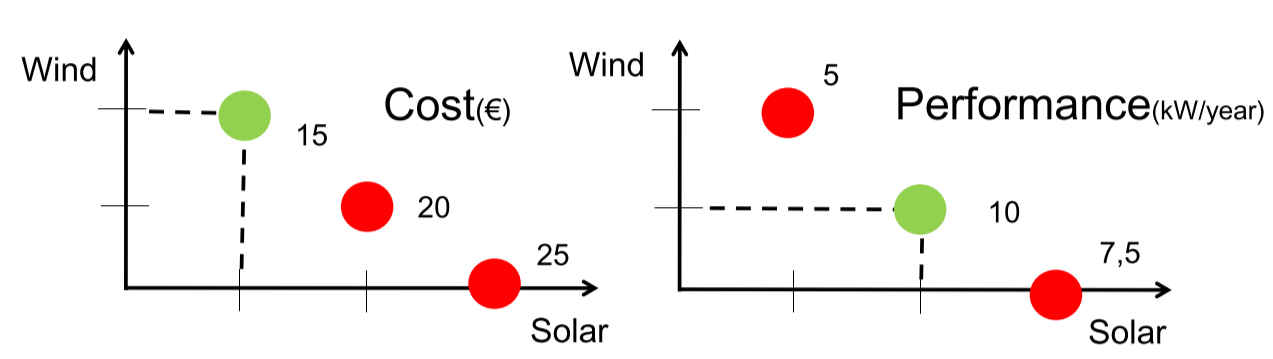 Wind
Cost(€)
15
20
25
Solar
Wind
5
Performance(kW/year)
10
7,5
Solar